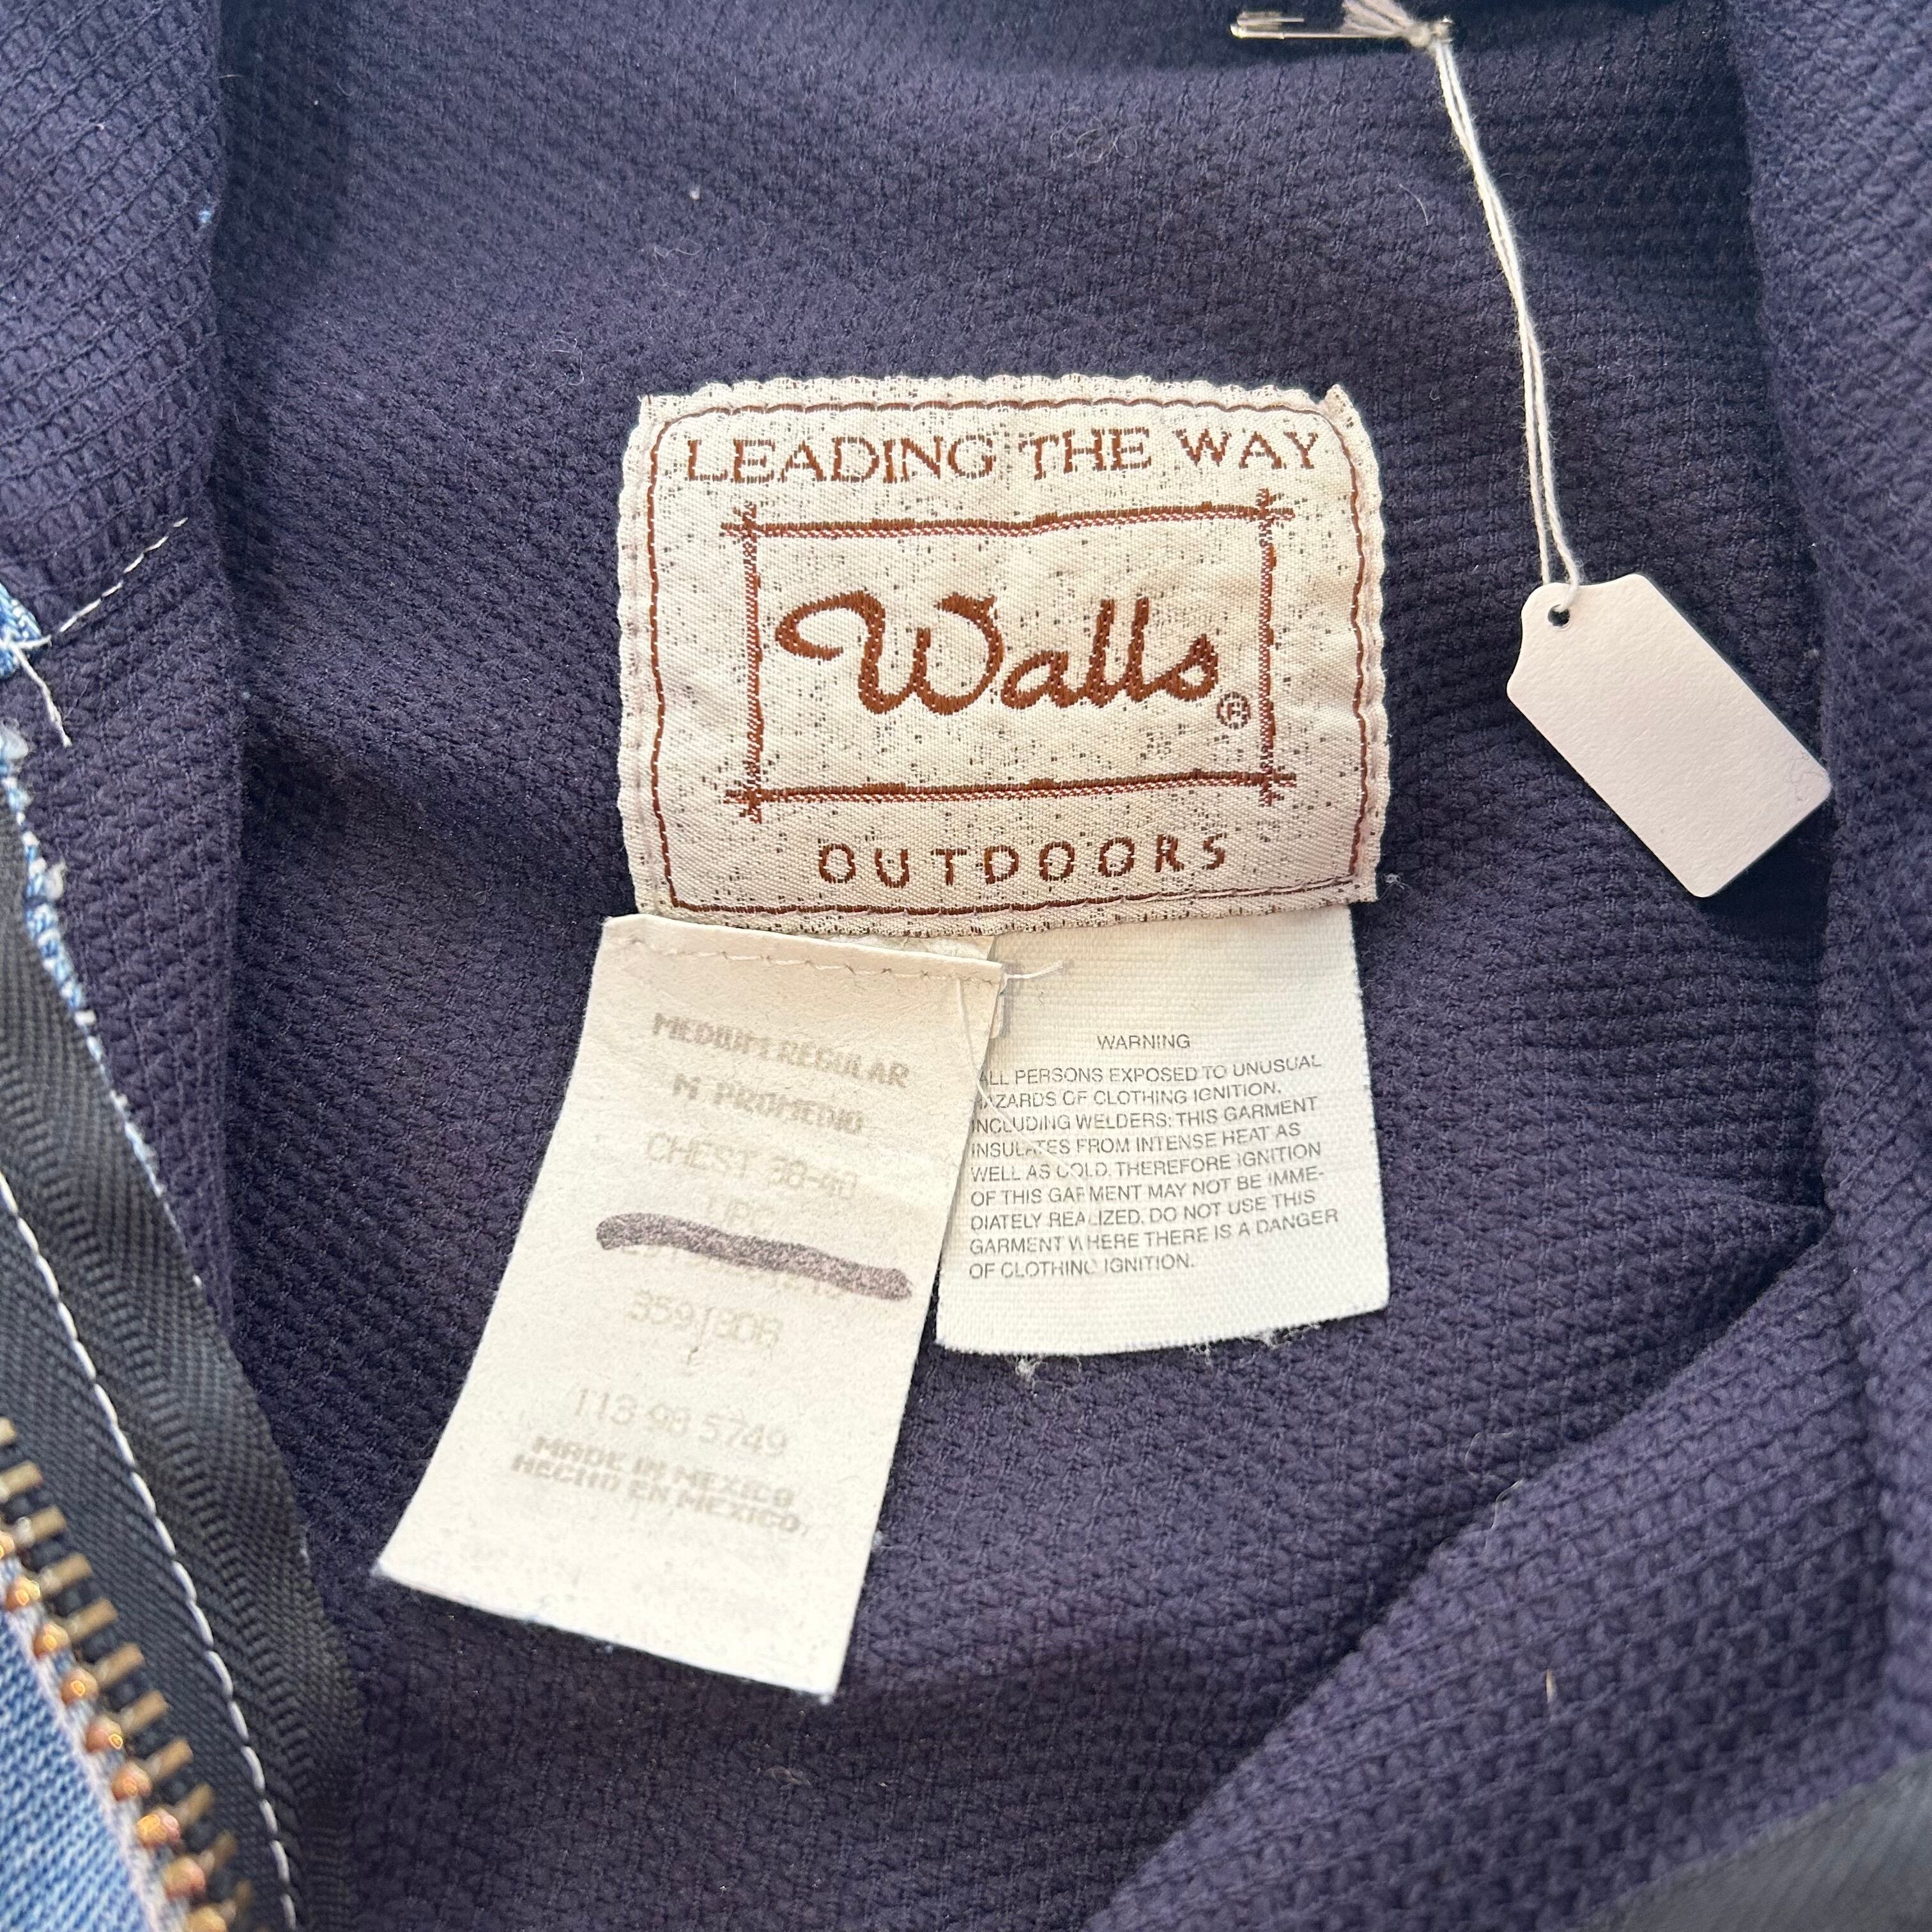 LEADING THE WAY
Walls®
OUTDOORS
MEDIUM REGULAR
M PROMEDIO
CHEST 38-40
UPC
113 98 5749
MADE IN MEXICO
HECHO EN MEXICO
WARNING
ALL PERSONS EXPOSED TO UNUSUAL
HAZARDS OF CLOTHING IGNITION,
INCLUDING WELDERS: THIS GARMENT
INSULATES FROM INTENSE HEAT AS
WELL AS COLD. THEREFORE IGNITION
OF THIS GARMENT MAY NOT BE IMME-
DIATELY REALIZED. DO NOT USE THIS
GARMENT WHERE THERE IS A DANGER
OF CLOTHING IGNITION.